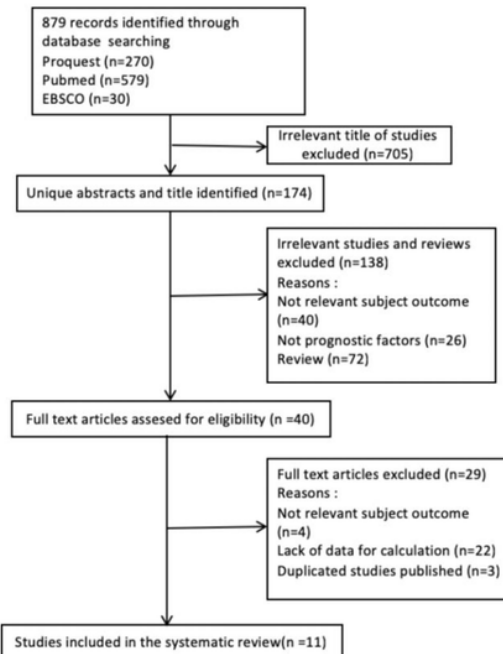 879 records identified through
database searching
Proquest (n=270)
Pubmed (n=579)
EBSCO (n=30)
Irrelevant title of studies
excluded (n=705)
Unique abstracts and title identified (n=174)
Irrelevant studies and reviews
excluded (n=138)
Reasons :
Not relevant subject outcome
(n=40)
Not prognostic factors (n=26)
Review (n=72)
Full text articles assesed for eligibility (n =40)
Full text articles excluded (n=29)
Reasons :
Not relevant subject outcome
(n=4)
Lack of data for calculation (n=22)
Duplicated studies published (n=3)
Studies included in the systematic review(n =11)